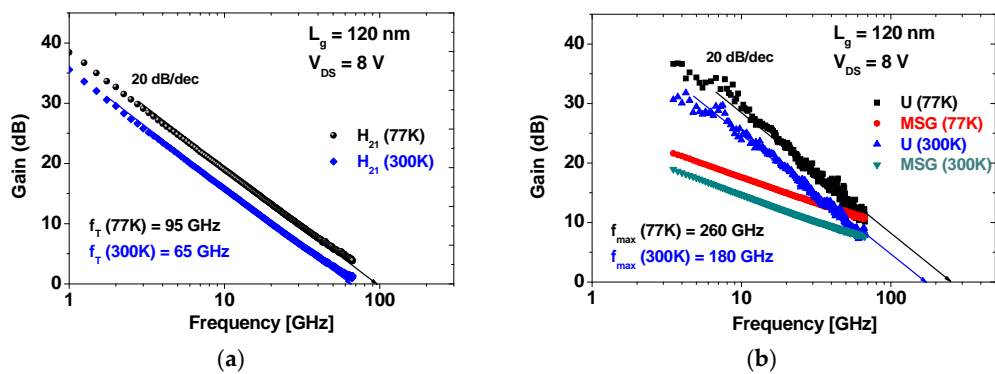 L_g = 120 nm
V_DS = 8 V
20 dB/dec
H_21 (77K)
H_21 (300K)
f_T (77K) = 95 GHz
f_T (300K) = 65 GHz
Gain (dB)
40
30
20
10
0
1
10
100
Frequency [GHz]
(a)
L_g = 120 nm
V_DS = 8 V
20 dB/dec
U (77K)
MSG (77K)
U (300K)
MSG (300K)
f_max (77K) = 260 GHz
f_max (300K) = 180 GHz
Gain (dB)
40
30
20
10
0
1
10
100
Frequency [GHz]
(b)